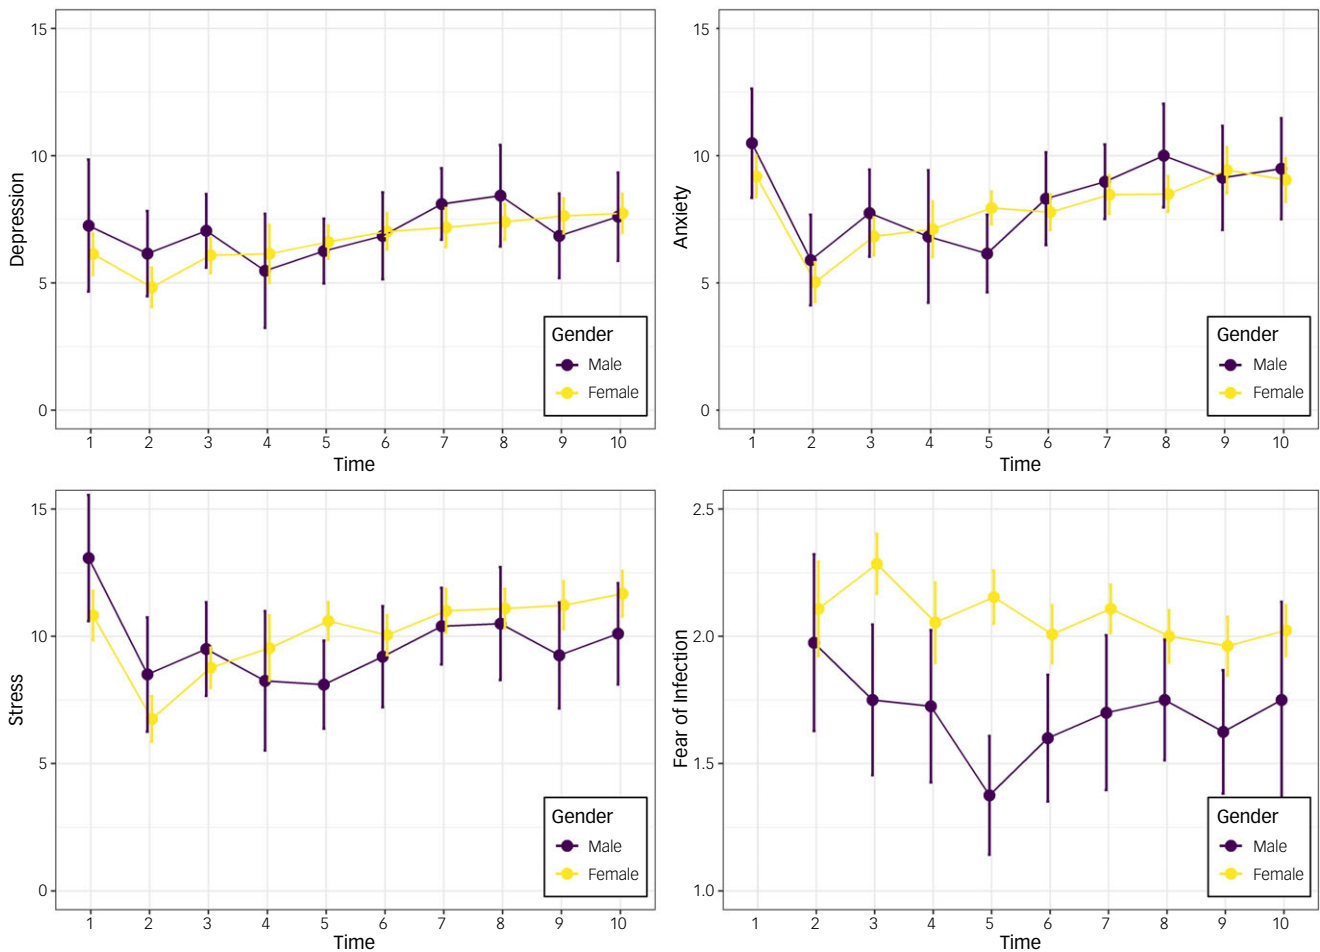 Depression
15
10
5
0
1 2 3 4 5 6 7 8 9 10
Time
Gender
Male
Female
Anxiety
15
10
5
0
1 2 3 4 5 6 7 8 9 10
Time
Gender
Male
Female
Stress
15
10
5
0
1 2 3 4 5 6 7 8 9 10
Time
Gender
Male
Female
Fear of Infection
2.5
2.0
1.5
1.0
1 2 3 4 5 6 7 8 9 10
Time
Gender
Male
Female